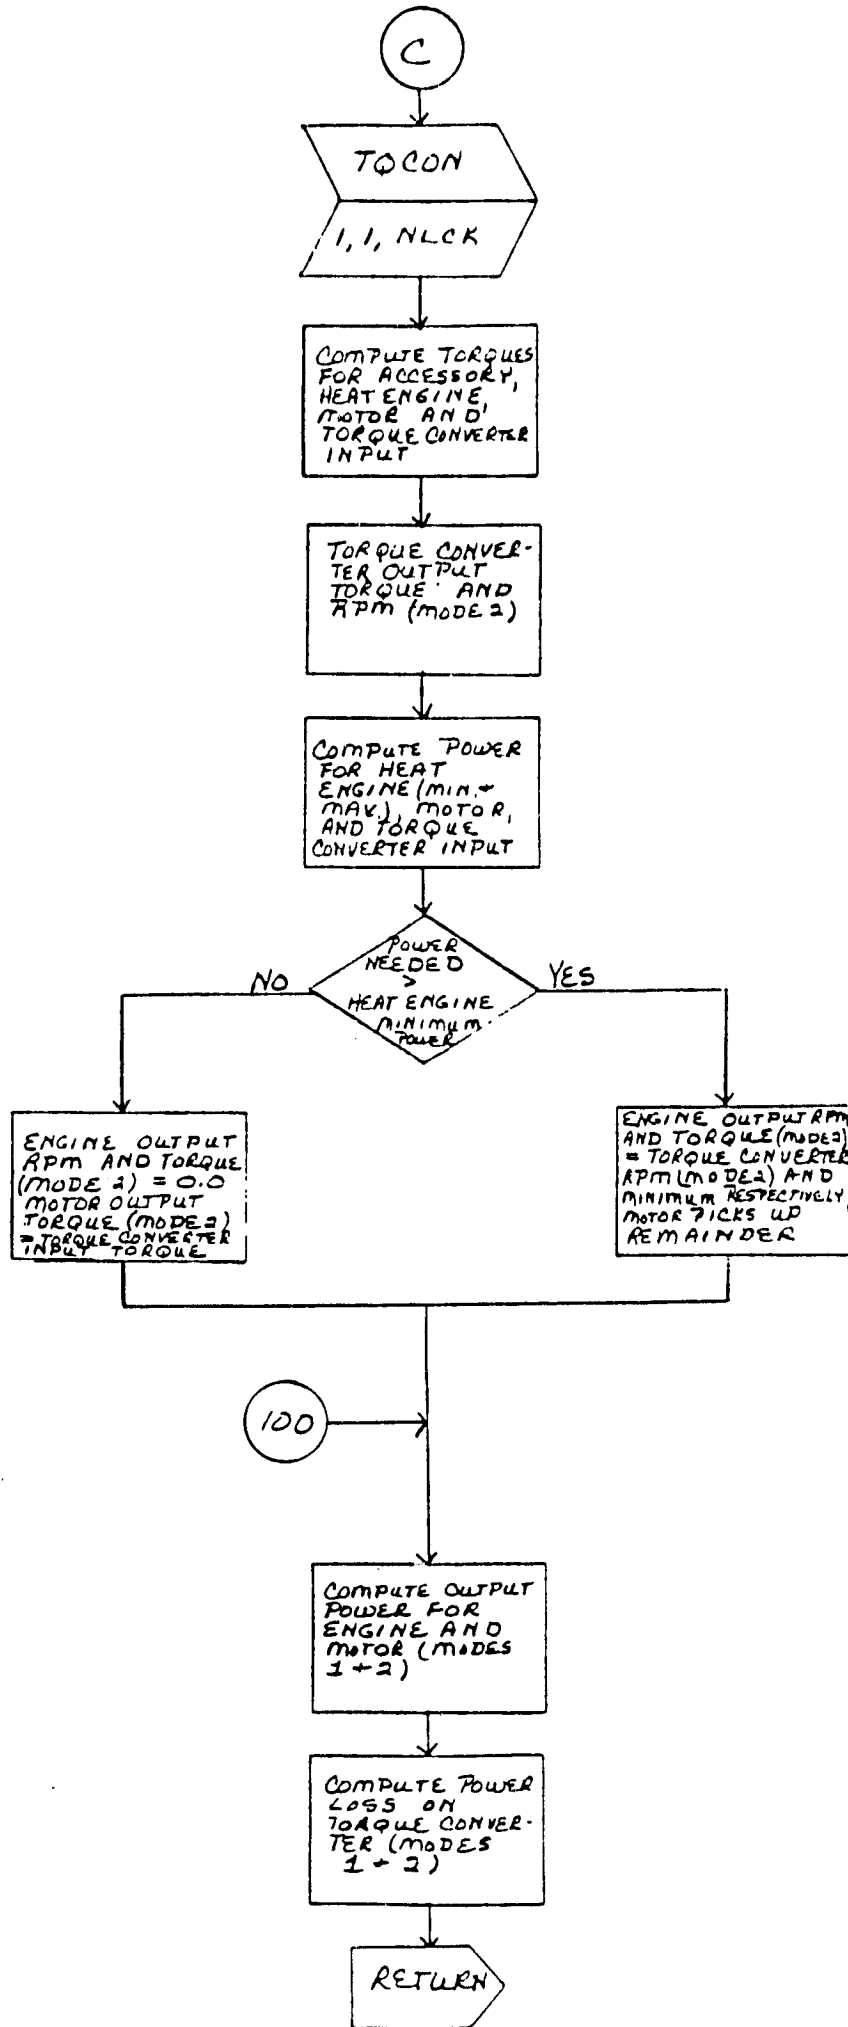 C
TQCON
1, 1, NLCK
COMPUTE TORQUES
FOR ACCESSORY,
HEAT ENGINE,
MOTOR AND
TORQUE CONVERTER
INPUT
TORQUE CONVER-
TER OUTPUT
TORQUE AND
RPM (MODE 2)
COMPUTE POWER
FOR HEAT
ENGINE (MIN. +
MAX.), MOTOR,
AND TORQUE
CONVERTER INPUT
POWER
NEEDED
>
HEAT ENGINE
MINIMUM
POWER
NO
YES
ENGINE OUTPUT
RPM AND TORQUE
(MODE 2) = 0.0
MOTOR OUTPUT
TORQUE (MODE 2)
= TORQUE CONVERTER
INPUT TORQUE
ENGINE OUTPUT RPM
AND TORQUE (MODE 2)
= TORQUE CONVERTER
RPM (MODE 2) AND
MINIMUM RESPECTIVELY,
MOTOR PICKS UP
REMAINDER
100
COMPUTE OUTPUT
POWER FOR
ENGINE AND
MOTOR (MODES
1 + 2)
COMPUTE POWER
LOSS ON
TORQUE CONVER-
TER (MODES
1 + 2)
RETURN